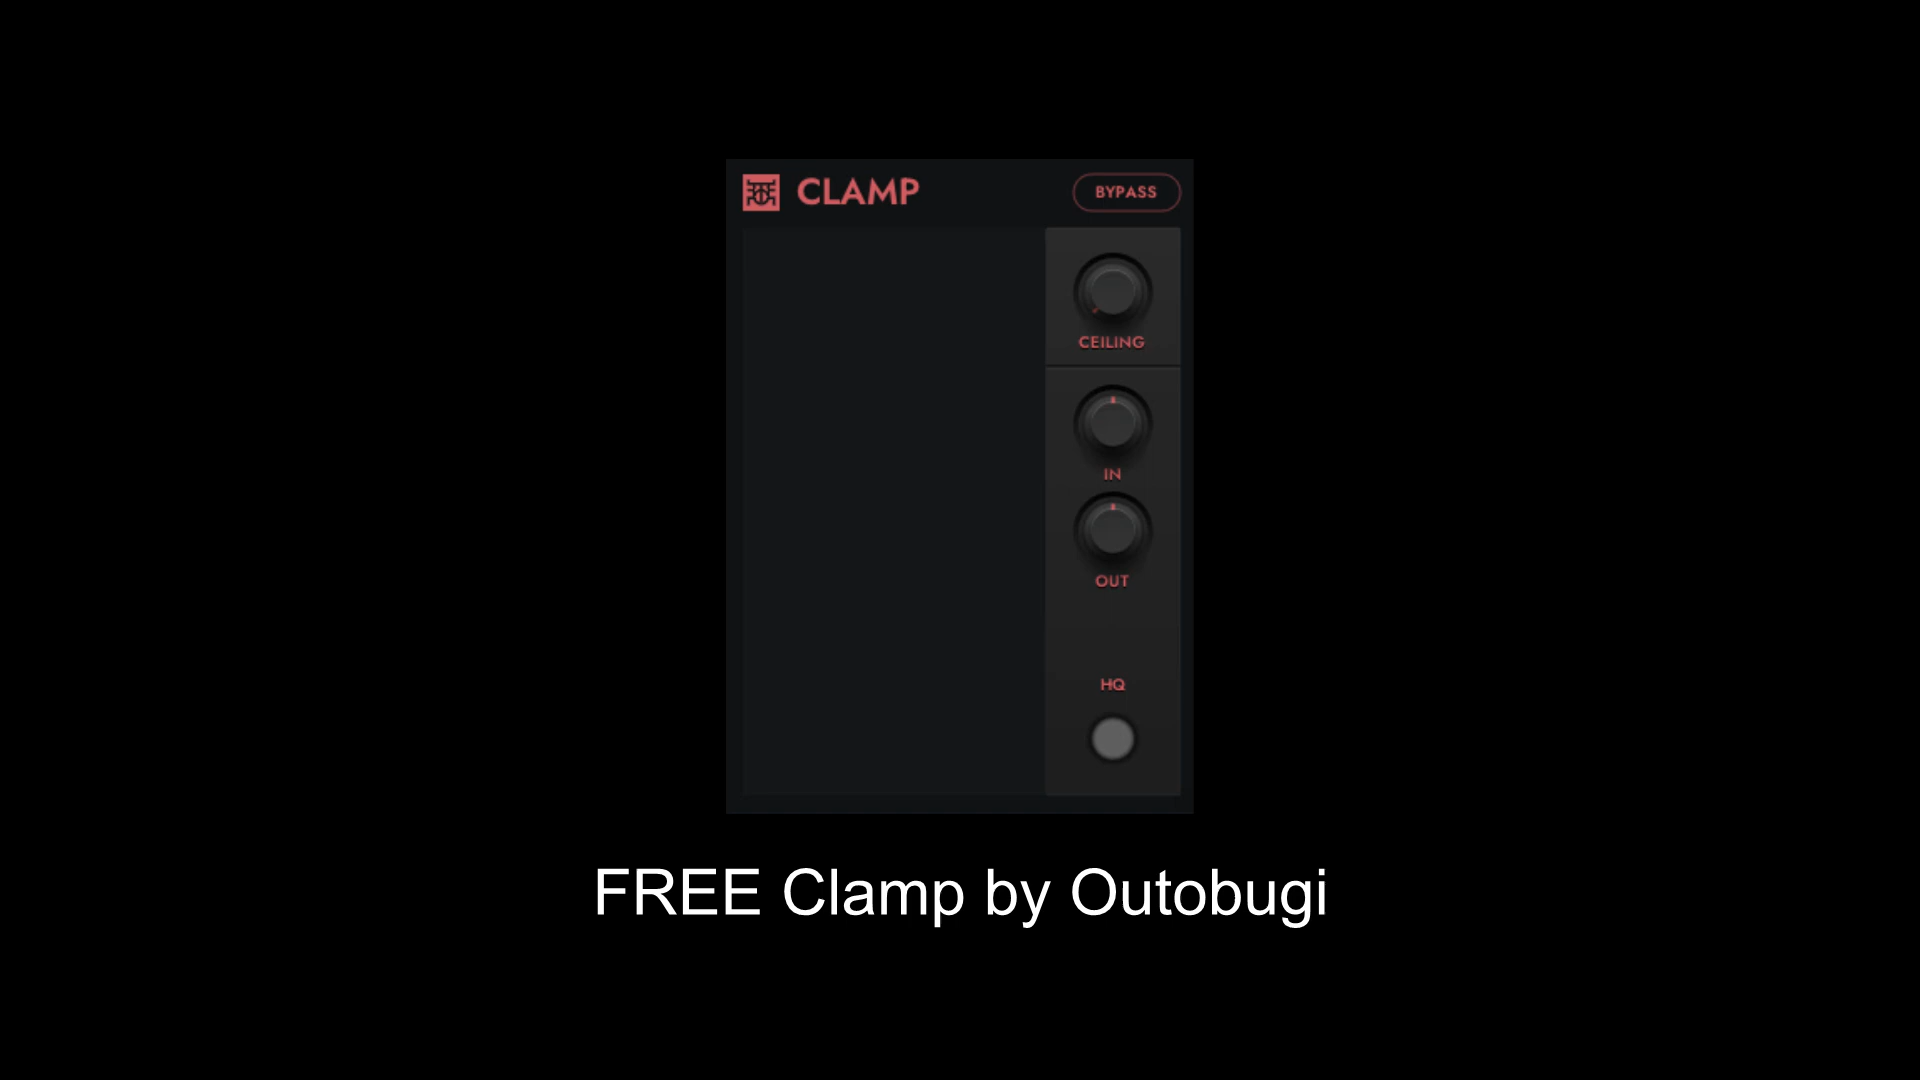 CLAMP
BYPASS
CEILING
IN
OUT
HQ
FREE Clamp by Outobugi